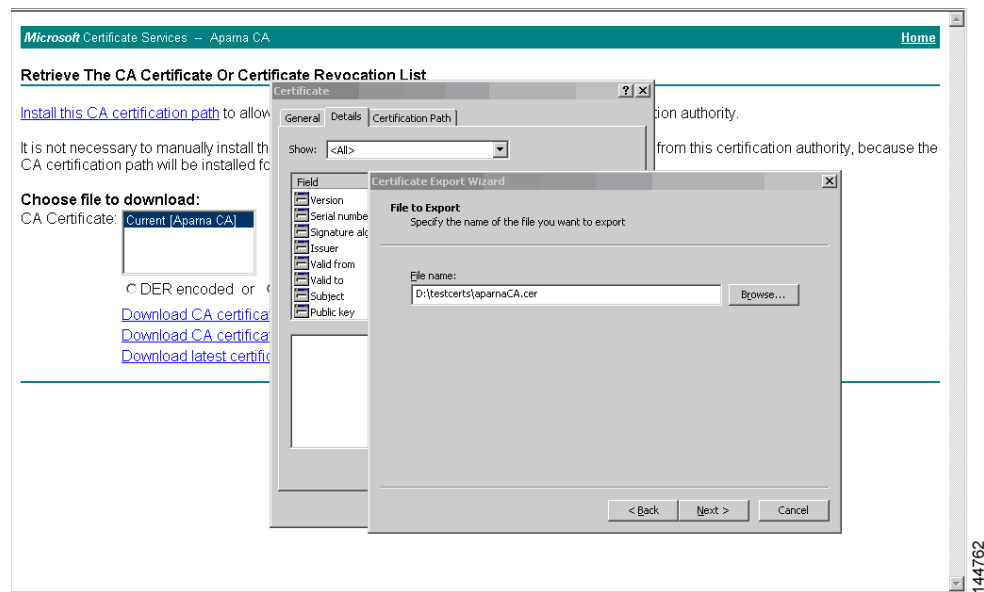 Microsoft Certificate Services -- Aparna CA
Home
Retrieve The CA Certificate Or Certificate Revocation List
Install this CA certification path to allow
tion authority.
It is not necessary to manually install th
from this certification authority, because the
CA certification path will be installed fo
Choose file to download:
CA Certificate:
Current [Aparna CA]
DER encoded or
Download CA certifica
Download CA certifica
Download latest certific
Certificate
General
Details
Certification Path
Show:
<All>
Field
Version
Serial numbe
Signature alg
Issuer
Valid from
Valid to
Subject
Public key
Certificate Export Wizard
File to Export
Specify the name of the file you want to export
File name:
D:\testcerts\aparnaCA.cer
Browse...
< Back
Next >
Cancel
144762